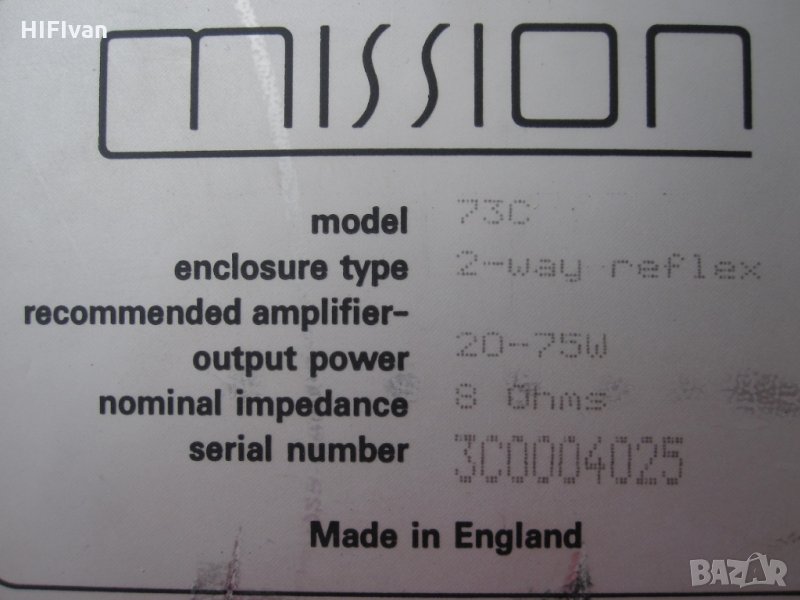 HIFIvan
mission
model 73C
enclosure type 2-way reflex
recommended amplifier-
output power 20-75W
nominal impedance 8 Ohms
serial number 3C0004025
Made in England
BAZAR